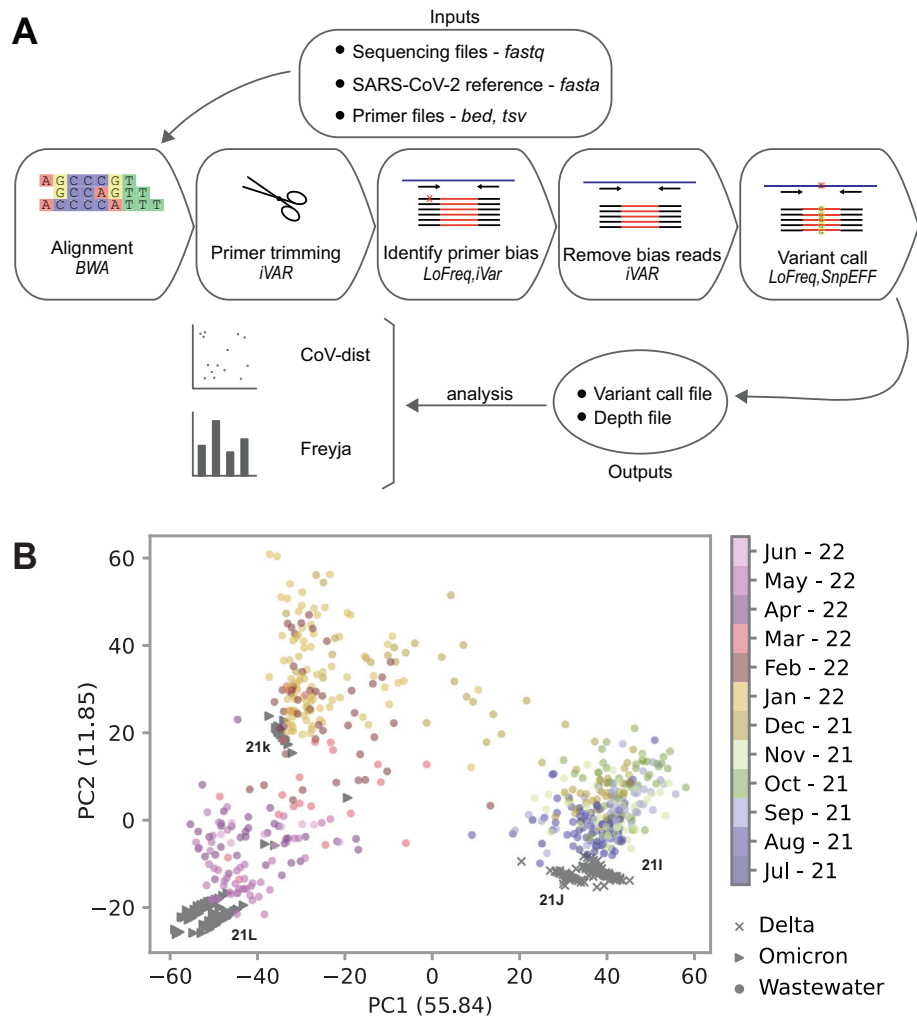 A
Inputs
● Sequencing files - fastq
● SARS-CoV-2 reference - fasta
● Primer files - bed, tsv
AGCCCGT
GCCAGTT
ACCCCATTT
Alignment
BWA
Primer trimming
iVAR
X
Identify primer bias
LoFreq,iVar
Remove bias reads
iVAR
Variant call
LoFreq,SnpEFF
CoV-dist
Freyja
analysis
● Variant call file
● Depth file
Outputs
B
PC2 (11.85)
60
40
20
0
−20
21k
21L
21J
21I
−60 −40 −20 0 20 40 60
PC1 (55.84)
Jun - 22
May - 22
Apr - 22
Mar - 22
Feb - 22
Jan - 22
Dec - 21
Nov - 21
Oct - 21
Sep - 21
Aug - 21
Jul - 21
Delta
Omicron
Wastewater